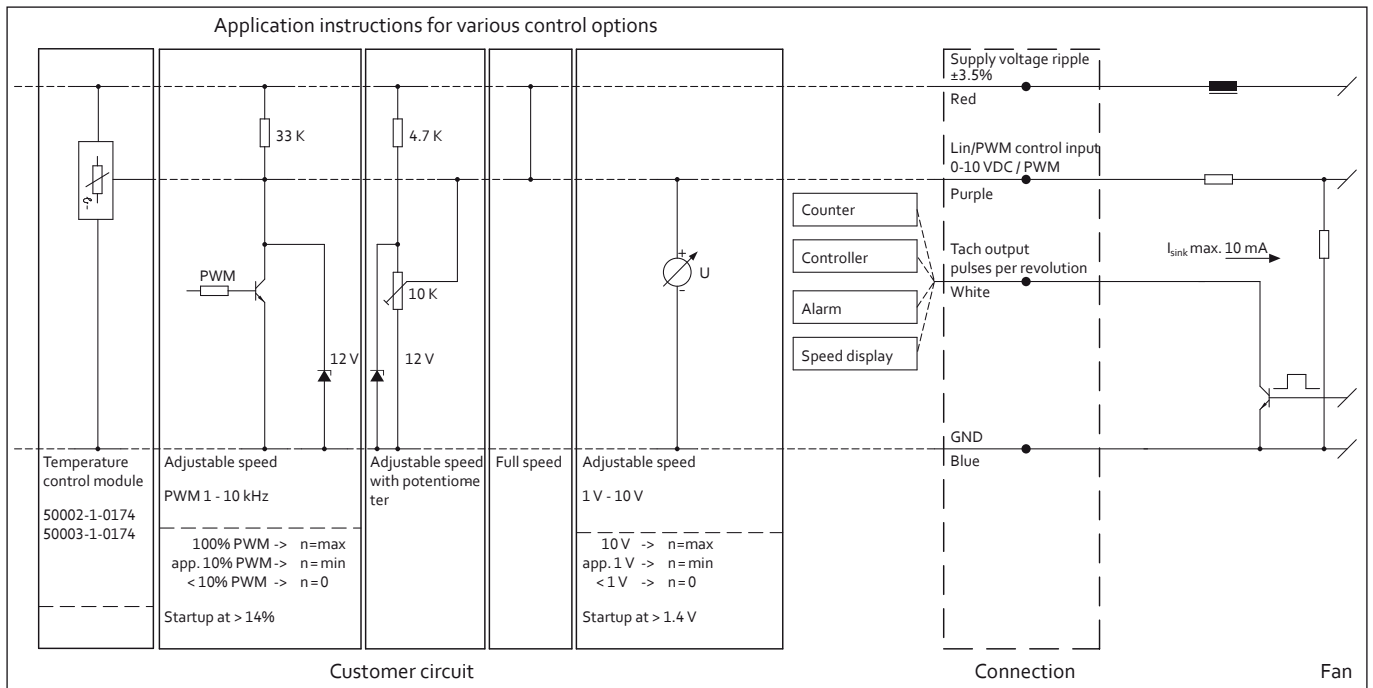 Application instructions for various control options
33 K
PWM
12 V
4.7 K
10 K
12 V
+
U
-
Counter
Controller
Alarm
Speed display
Supply voltage ripple
±3.5%
Red
Lin/PWM control input
0-10 VDC / PWM
Purple
Tach output
pulses per revolution
White
GND
Blue
Isink max. 10 mA
Temperature
control module
50002-1-0174
50003-1-0174
Adjustable speed
PWM 1 - 10 kHz
100% PWM -> n=max
app. 10% PWM -> n=min
< 10% PWM -> n=0
Startup at > 14%
Adjustable speed
with potentiome
ter
Full speed
Adjustable speed
1 V - 10 V
10 V -> n=max
app. 1 V -> n=min
< 1 V -> n=0
Startup at > 1.4 V
Customer circuit
Connection
Fan